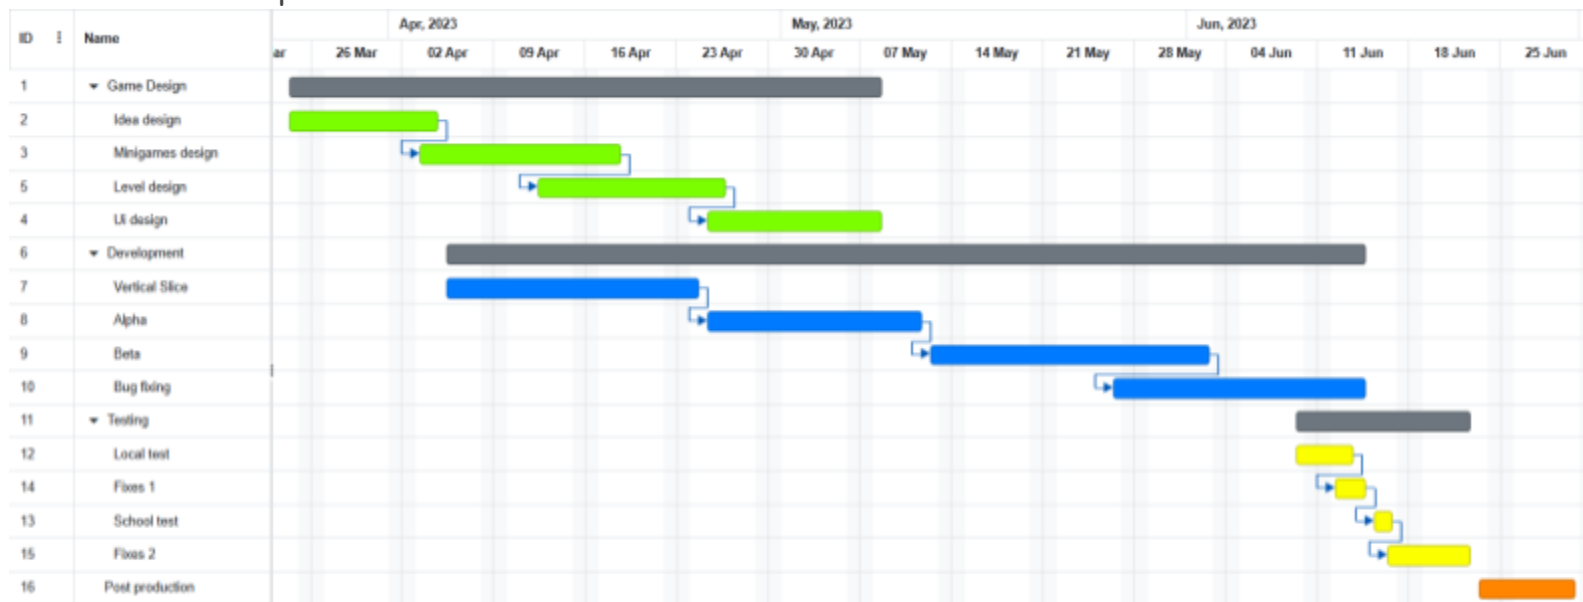 Apr, 2023 May, 2023 Jun, 2023
ID Name
ar 26 Mar 02 Apr 09 Apr 16 Apr 23 Apr 30 Apr 07 May 14 May 21 May 28 May 04 Jun 11 Jun 18 Jun 25 Jun
1 Game Design
2 Idea design
3 Minigames design
5 Level design
4 UI design
6 Development
7 Vertical Slice
8 Alpha
9 Beta
10 Bug fixing
11 Testing
12 Local test
14 Fixes 1
13 School test
15 Fixes 2
16 Post production